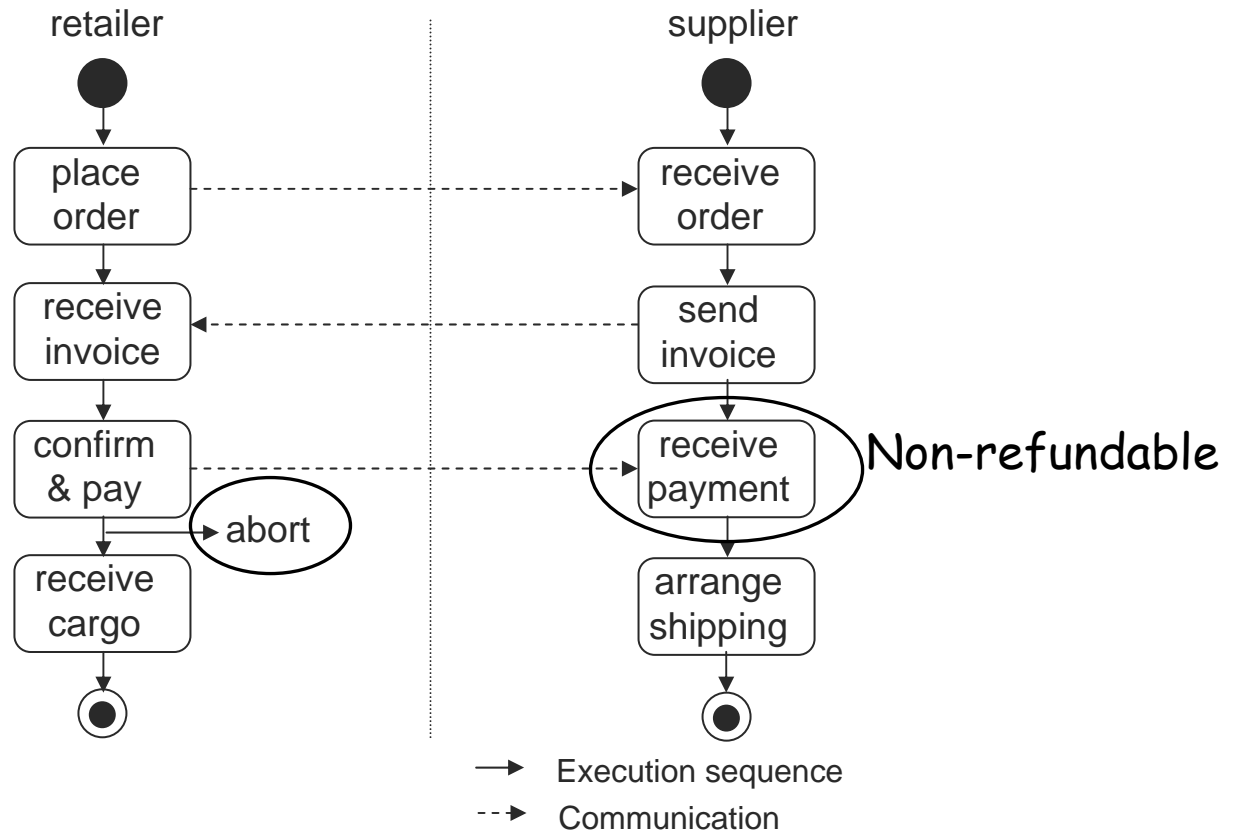 retailer
supplier
place
order
receive
order
receive
invoice
send
invoice
confirm
& pay
receive
payment
Non-refundable
abort
receive
cargo
arrange
shipping
Execution sequence
Communication